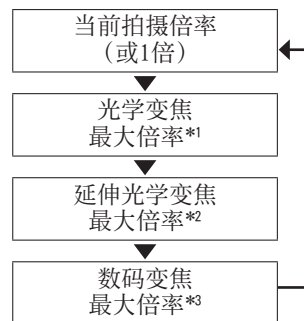 当前拍摄倍率
（或1倍）
光学变焦
最大倍率*1
延伸光学变焦
最大倍率*2
数码变焦
最大倍率*3